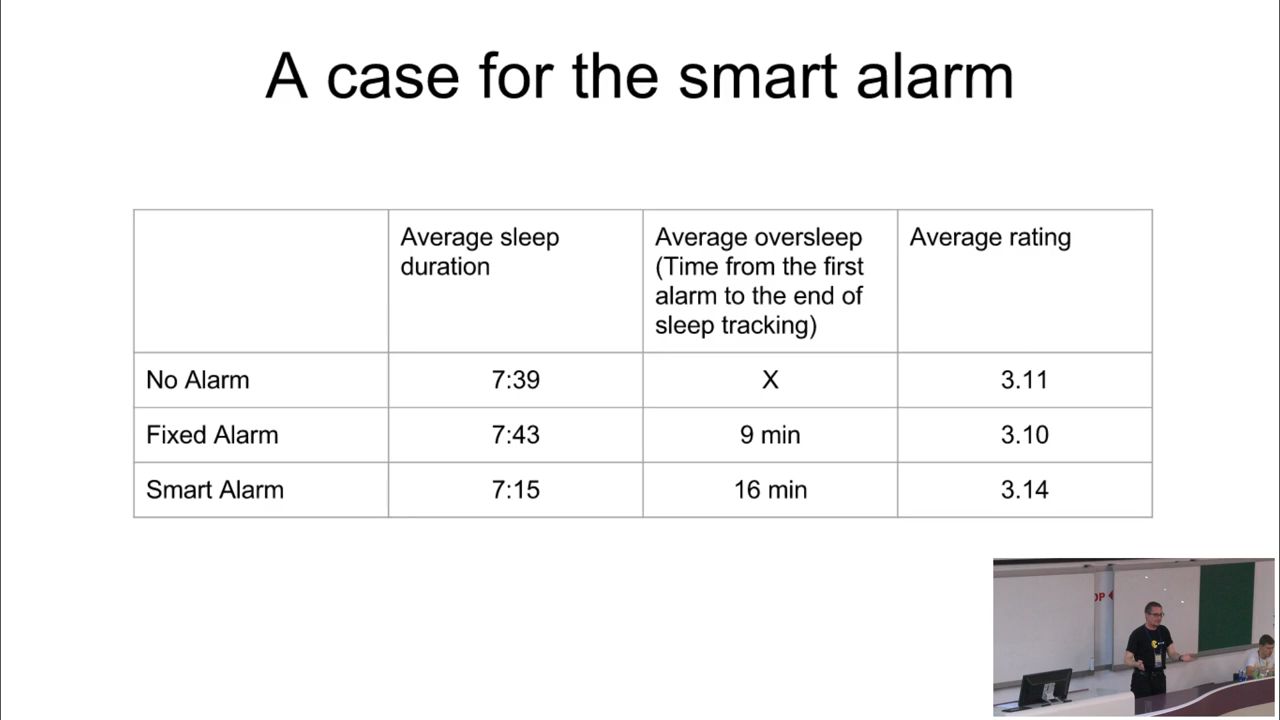 A case for the smart alarm
Average sleep
duration
Average oversleep
(Time from the first
alarm to the end of
sleep tracking)
Average rating
No Alarm
7:39
X
3.11
Fixed Alarm
7:43
9 min
3.10
Smart Alarm
7:15
16 min
3.14
OP